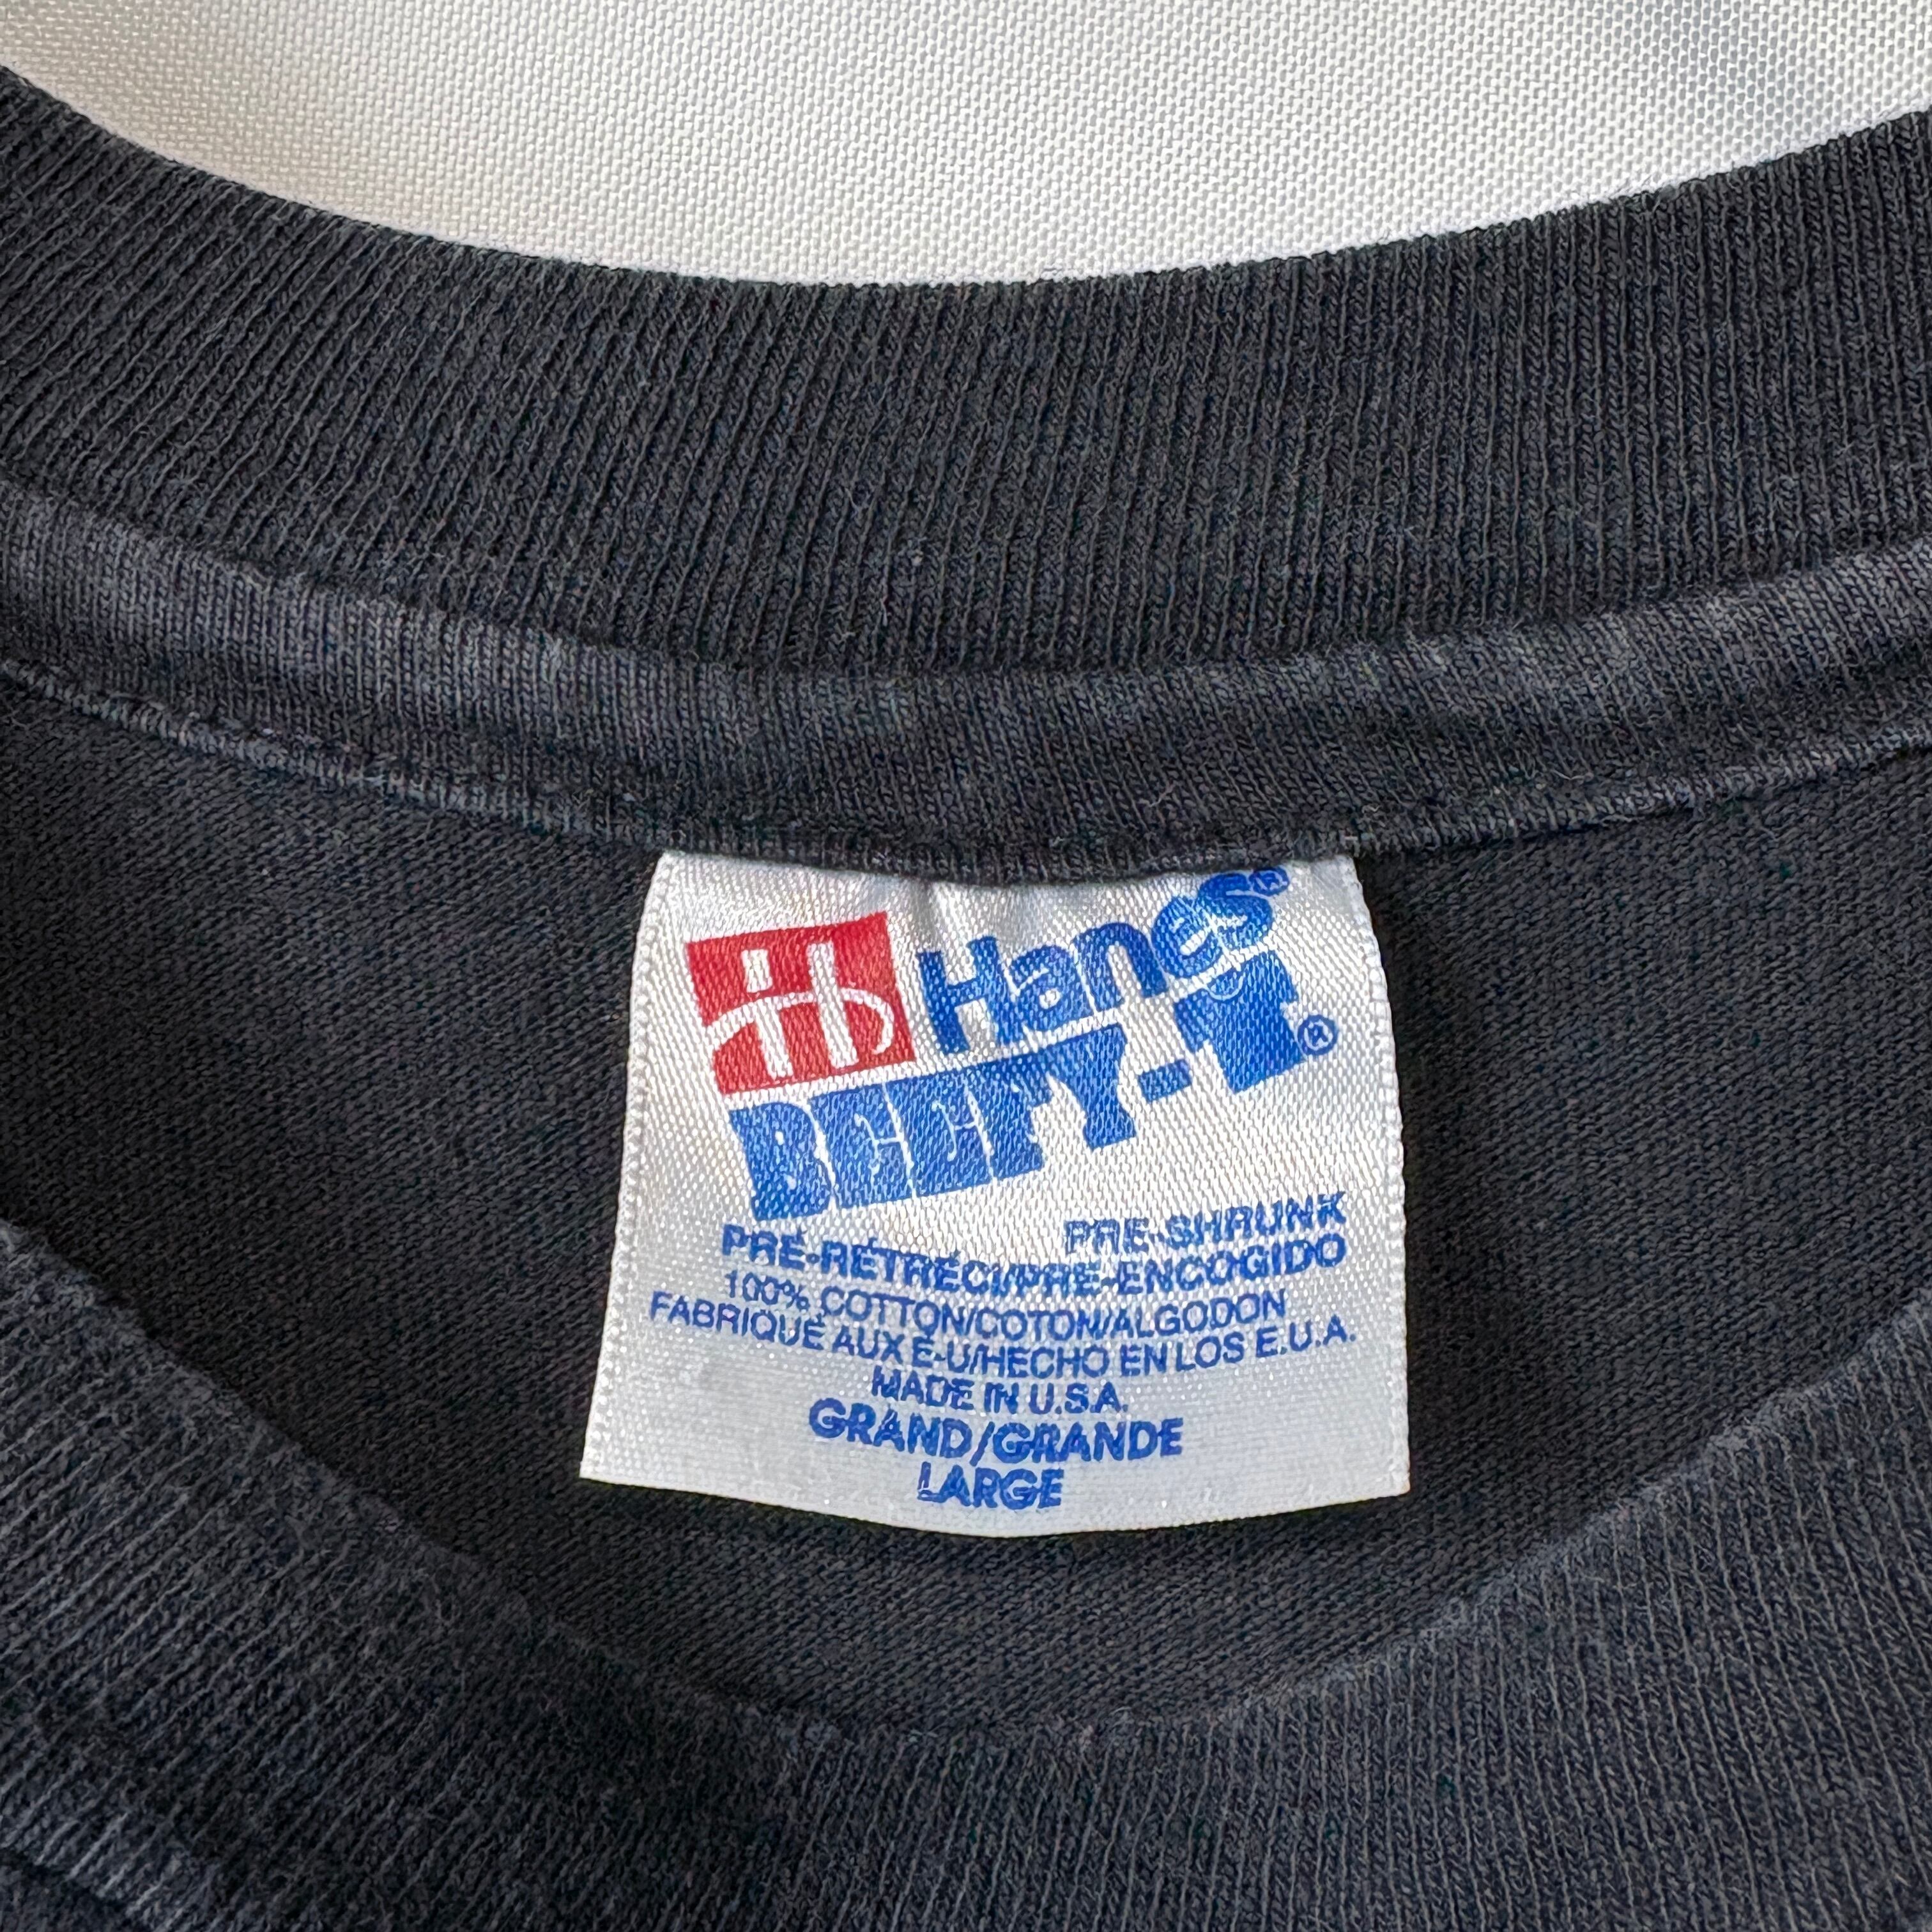 Hanes®
BEEFY-T®
PRE-SHRUNK
PRÉ-RÉTRÉCI/PRE-ENCOGIDO
100% COTTON/COTON/ALGODON
FABRIQUÉ AUX É-U/HECHO EN LOS E.U.A.
MADE IN U.S.A.
GRAND/GRANDE
LARGE